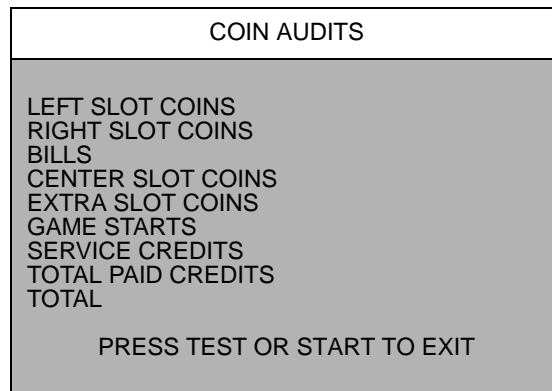 COIN AUDITS
LEFT SLOT COINS
RIGHT SLOT COINS
BILLS
CENTER SLOT COINS
EXTRA SLOT COINS
GAME STARTS
SERVICE CREDITS
TOTAL PAID CREDITS
TOTAL
PRESS TEST OR START TO EXIT